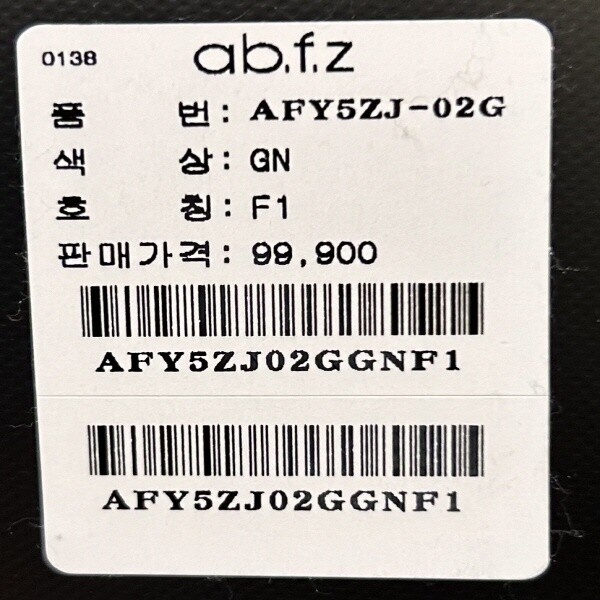 0138 ab.f.z
품 번: AFY5ZJ-02G
색 상: GN
호 칭: F1
판매가격: 99,900
AFY5ZJ02GGNF1
AFY5ZJ02GGNF1